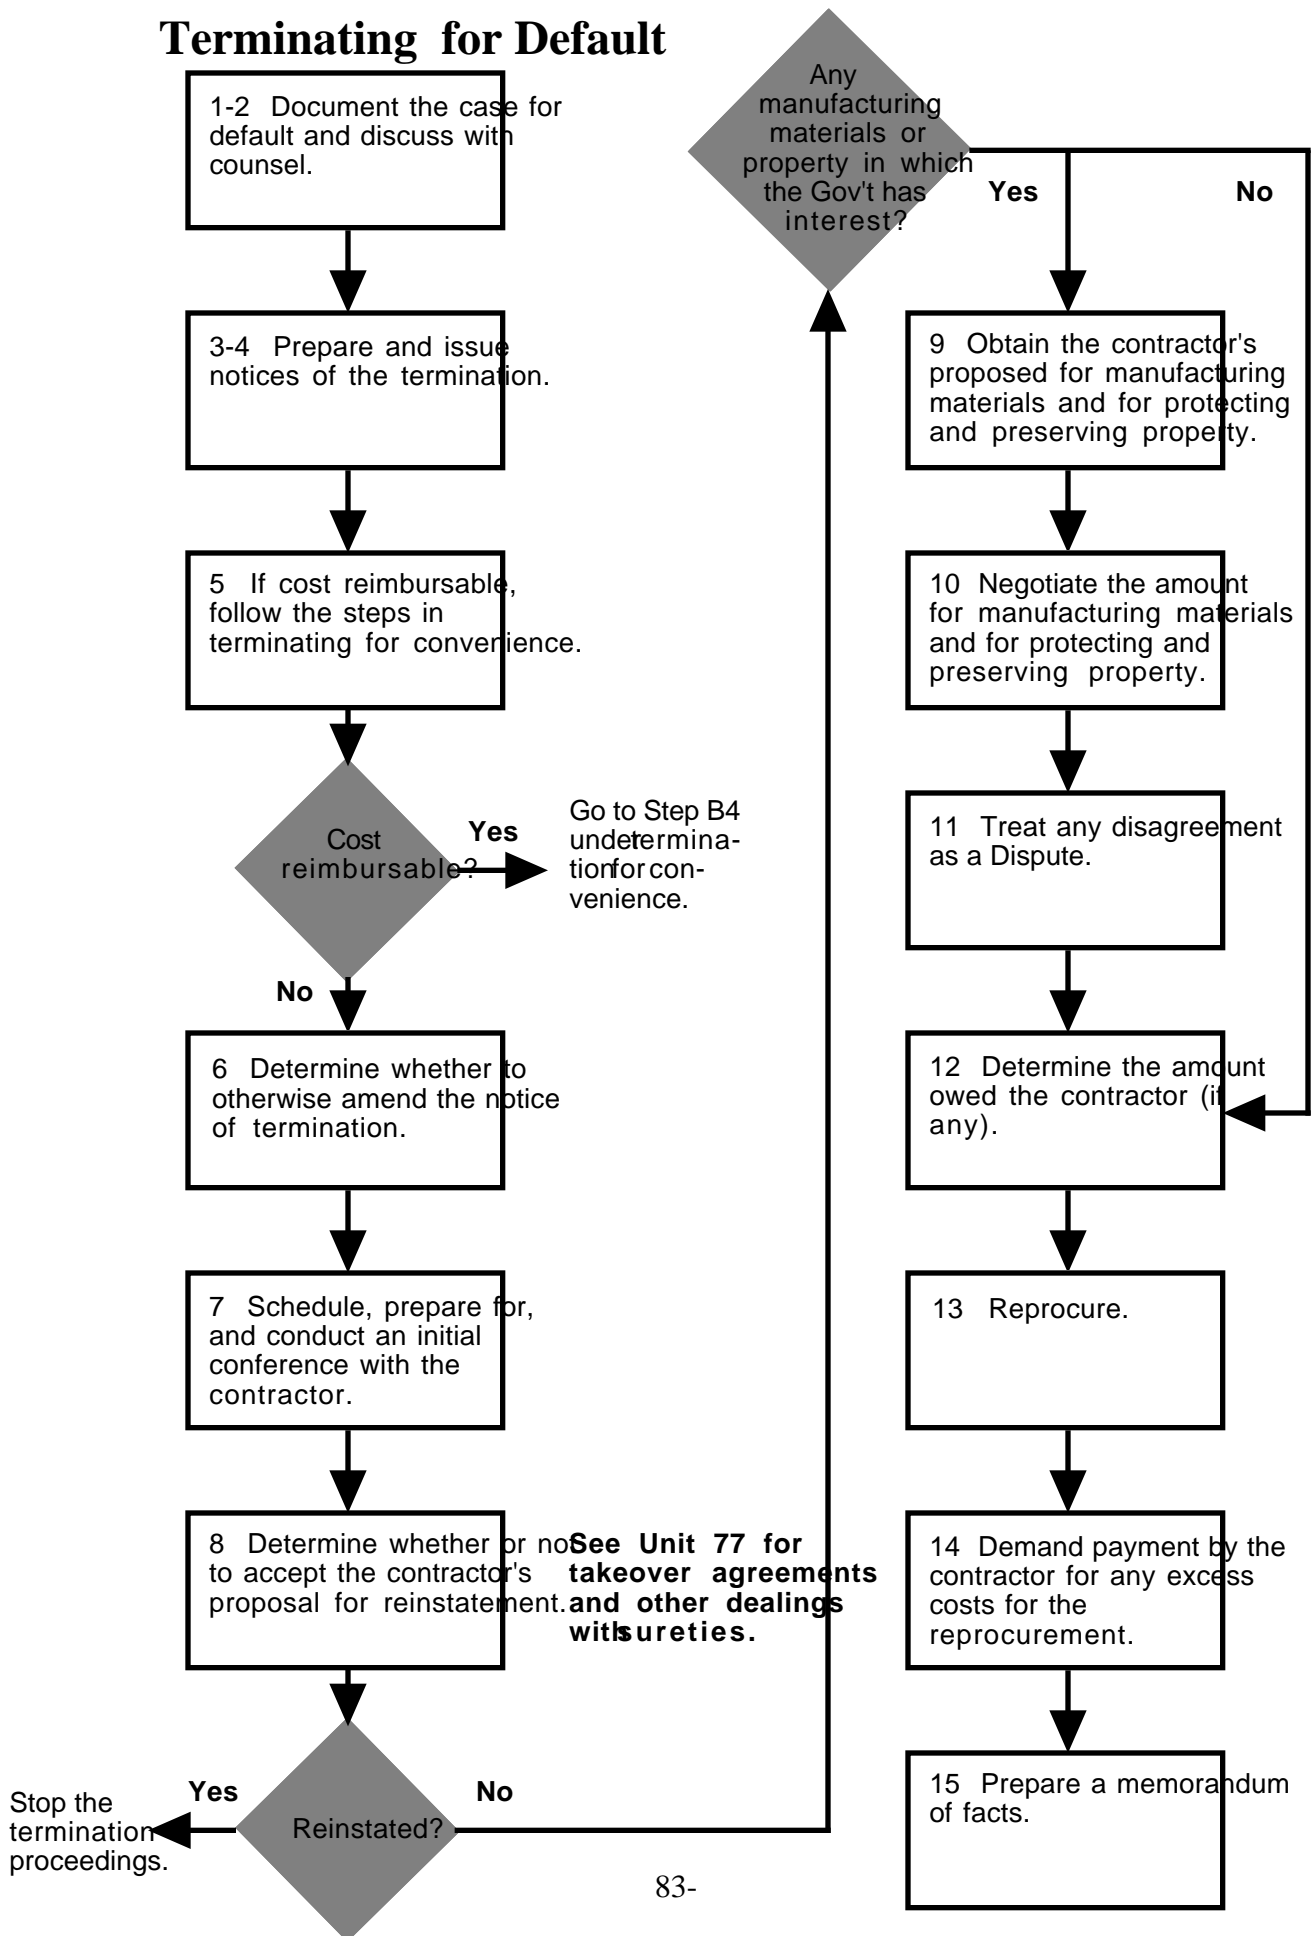 Terminating for Default
1-2 Document the case for
default and discuss with
counsel.
3-4 Prepare and issue
notices of the termination.
5 If cost reimbursable,
follow the steps in
terminating for convenience.
Cost
reimbursable?
Yes
Go to Step B4
under termina-
tion for con-
venience.
No
6 Determine whether to
otherwise amend the notice
of termination.
7 Schedule, prepare for,
and conduct an initial
conference with the
contractor.
8 Determine whether or not
to accept the contractor's
proposal for reinstatement.
See Unit 77 for
takeover agreements
and other dealings
with sureties.
Reinstated?
Yes
Stop the
termination
proceedings.
No
Any
manufacturing
materials or
property in which
the Gov't has
interest?
Yes
No
9 Obtain the contractor's
proposed for manufacturing
materials and for protecting
and preserving property.
10 Negotiate the amount
for manufacturing materials
and for protecting and
preserving property.
11 Treat any disagreement
as a Dispute.
12 Determine the amount
owed the contractor (if
any).
13 Reprocure.
14 Demand payment by the
contractor for any excess
costs for the
reprocurement.
15 Prepare a memorandum
of facts.
83-